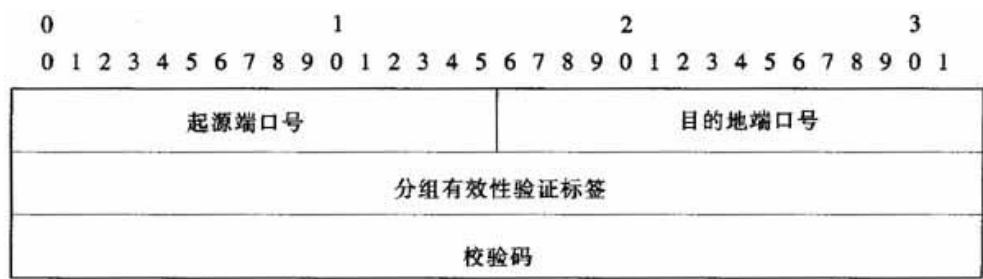 0 1 2 3
0 1 2 3 4 5 6 7 8 9 0 1 2 3 4 5 6 7 8 9 0 1 2 3 4 5 6 7 8 9 0 1
起源端口号 目的地端口号
分组有效性验证标签
校验码